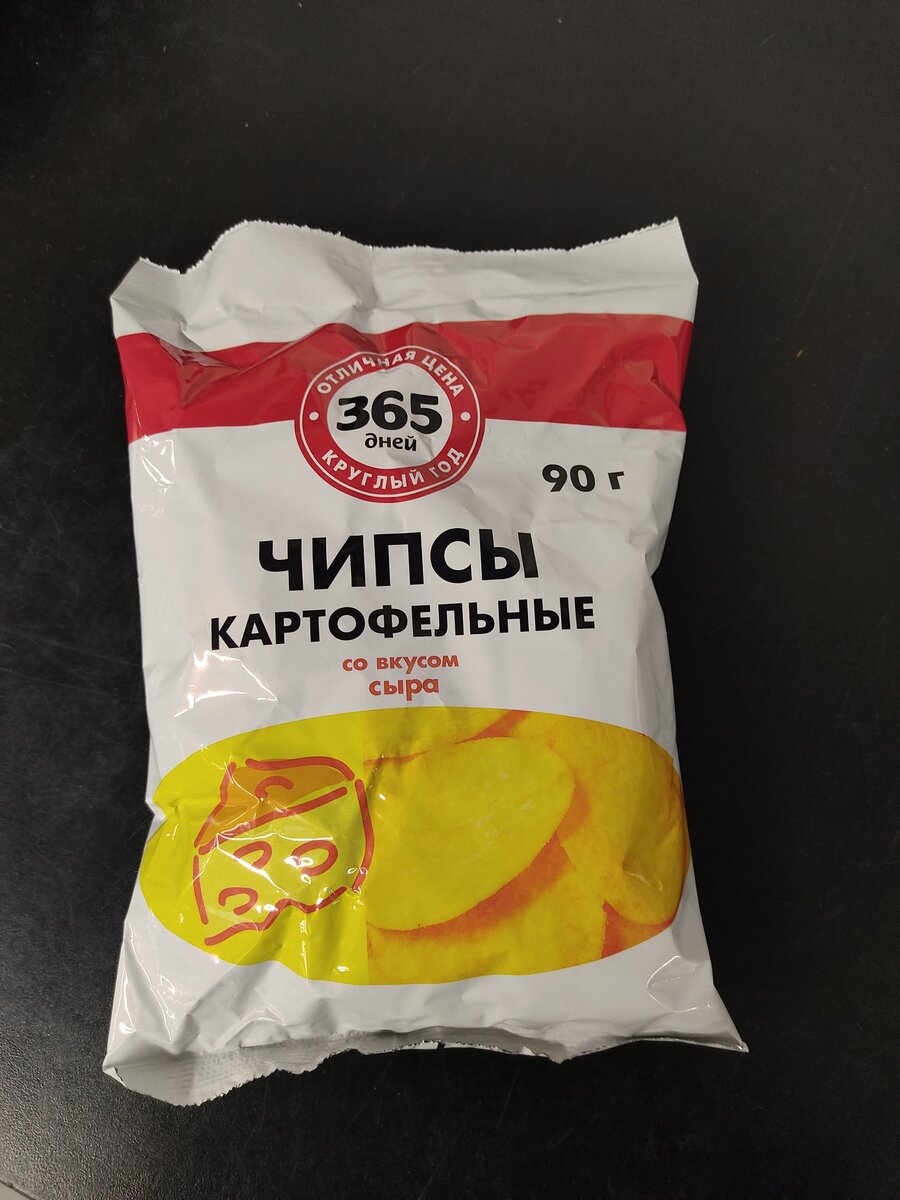 ОТЛИЧНАЯ ЦЕНА
365
дней
КРУГЛЫЙ ГОД
90 г
ЧИПСЫ
КАРТОФЕЛЬНЫЕ
со вкусом
сыра